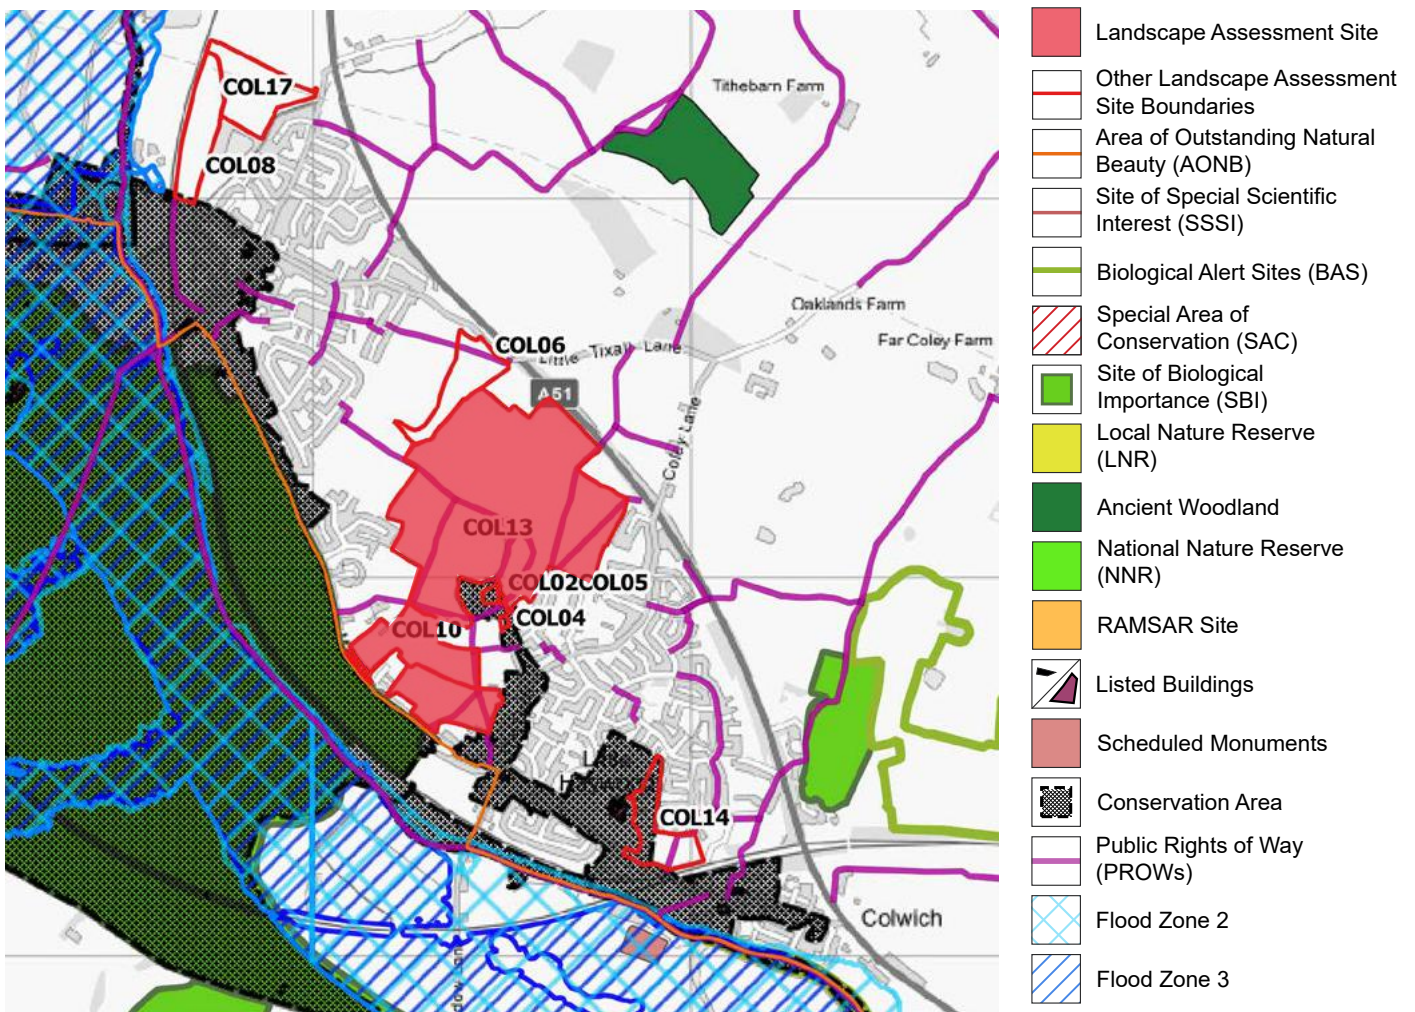 COL17
Tithebarn Farm
COL08
Oaklands Farm
Far Coley Farm
COL06
Little Tixall Lane
A51
Coley Lane
COL13
COL02COL05
COL04
COL10
COL14
Colwich
Landscape Assessment Site
Other Landscape Assessment
Site Boundaries
Area of Outstanding Natural
Beauty (AONB)
Site of Special Scientific
Interest (SSSI)
Biological Alert Sites (BAS)
Special Area of
Conservation (SAC)
Site of Biological
Importance (SBI)
Local Nature Reserve
(LNR)
Ancient Woodland
National Nature Reserve
(NNR)
RAMSAR Site
Listed Buildings
Scheduled Monuments
Conservation Area
Public Rights of Way
(PROWs)
Flood Zone 2
Flood Zone 3